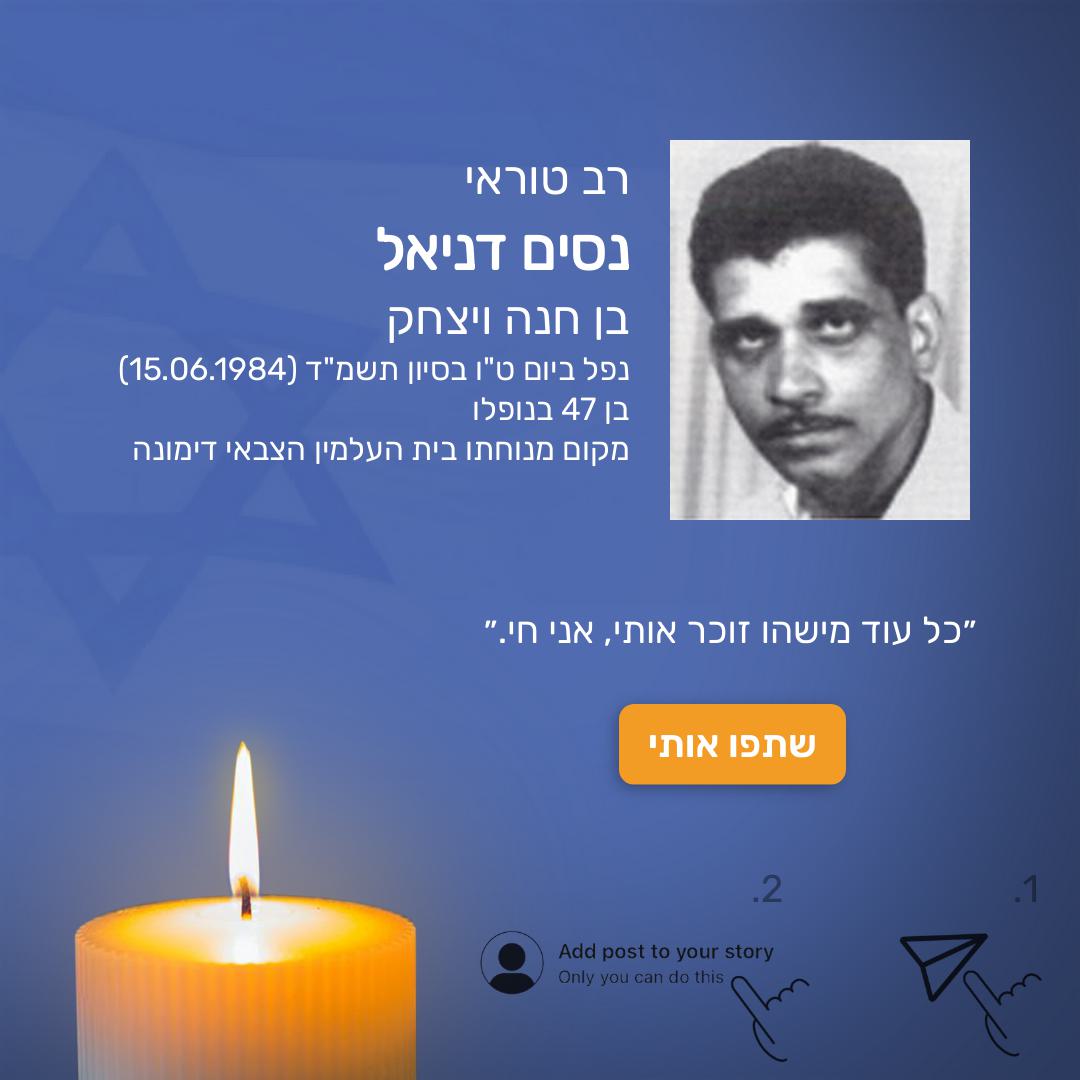 רב טוראי
נסים דניאל
בן חנה ויצחק
נפל ביום ט"ו בסיון תשמ"ד (15.06.1984)
בן 47 בנופלו
מקום מנוחתו בית העלמין הצבאי דימונה
״כל עוד מישהו זוכר אותי, אני חי.״
שתפו אותי
.1
.2
Add post to your story
Only you can do this